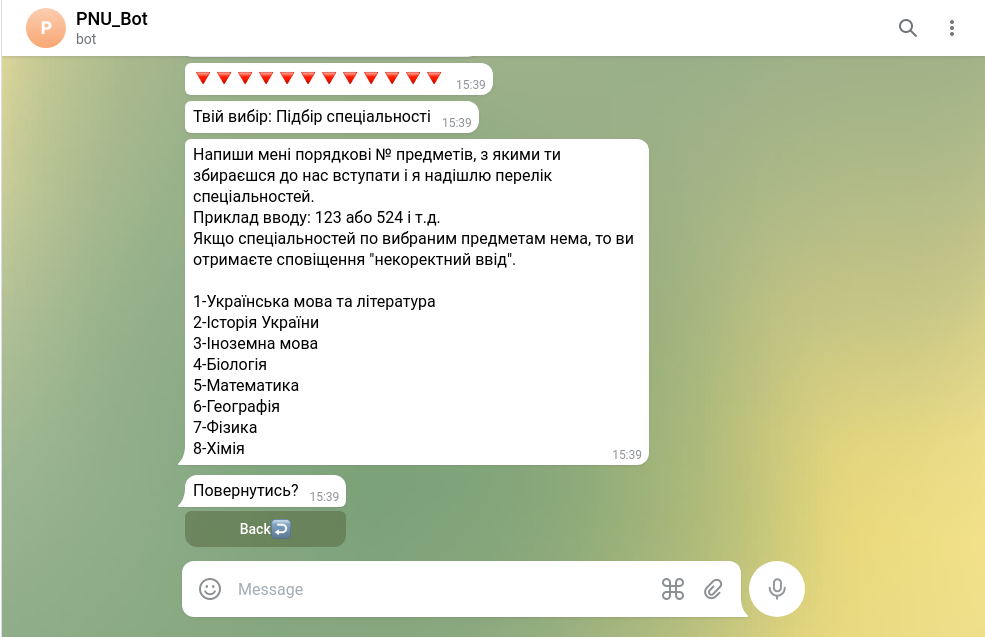 P
PNU_Bot
bot
🔻🔻🔻🔻🔻🔻🔻🔻🔻🔻🔻🔻 15:39
Твій вибір: Підбір спеціальності 15:39
Напиши мені порядкові № предметів, з якими ти
збираєшся до нас вступати і я надішлю перелік
спеціальностей.
Приклад вводу: 123 або 524 і т.д.
Якщо спеціальностей по вибраним предметам нема, то ви
отримаєте сповіщення "некоректний ввід".
1-Українська мова та література
2-Історія України
3-Іноземна мова
4-Біологія
5-Математика
6-Географія
7-Фізика
8-Хімія 15:39
Повернутись? 15:39
Back↩️
Message